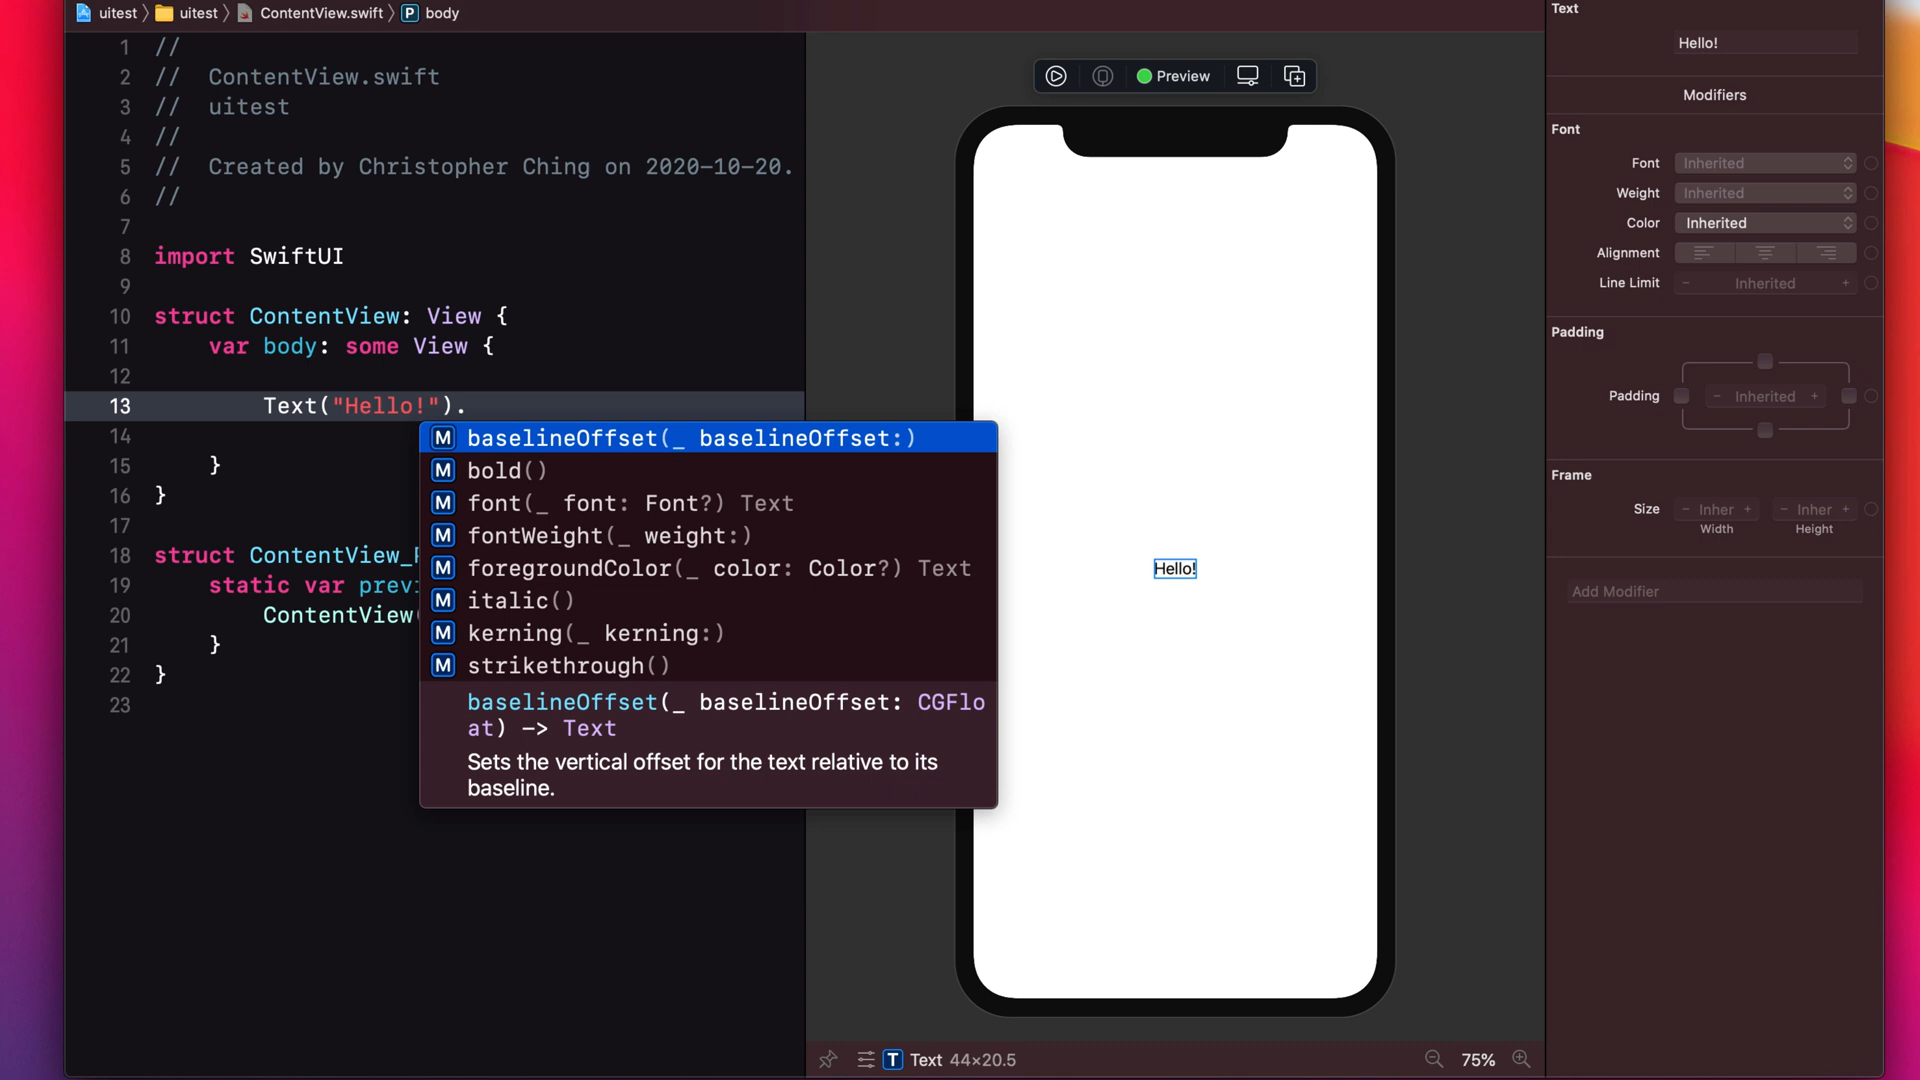 uitest 〉 uitest 〉 ContentView.swift 〉 P body
1 //
2 //  ContentView.swift
3 //  uitest
4 //
5 //  Created by Christopher Ching on 2020-10-20.
6 //
7
8 import SwiftUI
9
10 struct ContentView: View {
11     var body: some View {
12
13         Text("Hello!").
14
15     }
16 }
17
18 struct ContentView_
19     static var previ
20         ContentView
21     }
22 }
23
M baselineOffset(_ baselineOffset:)
M bold()
M font(_ font: Font?) Text
M fontWeight(_ weight:)
M foregroundColor(_ color: Color?) Text
M italic()
M kerning(_ kerning:)
M strikethrough()
baselineOffset(_ baselineOffset: CGFlo
at) -> Text
Sets the vertical offset for the text relative to its
baseline.
Preview
Hello!
T Text 44×20.5
75%
Text
Hello!
Modifiers
Font
Font Inherited
Weight Inherited
Color Inherited
Alignment
Line Limit − Inherited +
Padding
Padding − Inherited +
Frame
Size − Inher + − Inher +
Width Height
Add Modifier